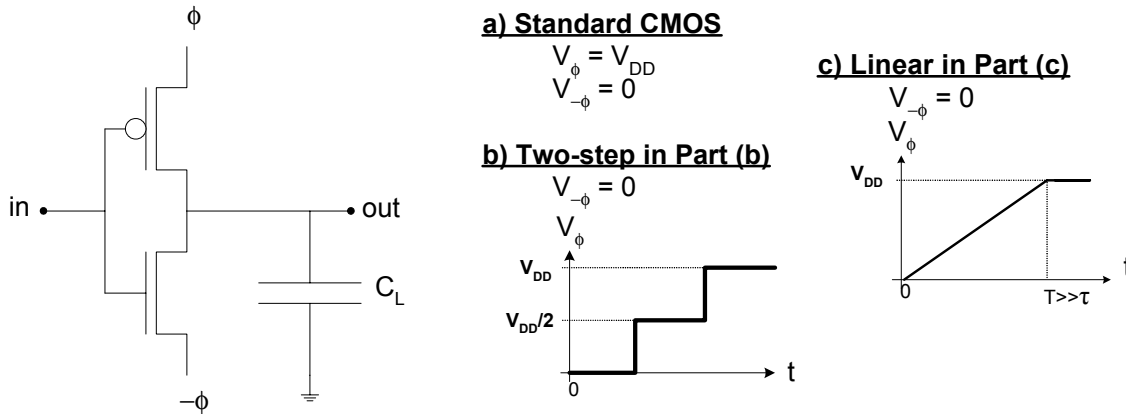 ϕ
in
out
C_L
−ϕ
a) Standard CMOS
V_ϕ = V_DD
V_−ϕ = 0
b) Two-step in Part (b)
V_−ϕ = 0
V_ϕ
V_DD
V_DD/2
0
t
c) Linear in Part (c)
V_−ϕ = 0
V_ϕ
V_DD
0
T>>τ
t